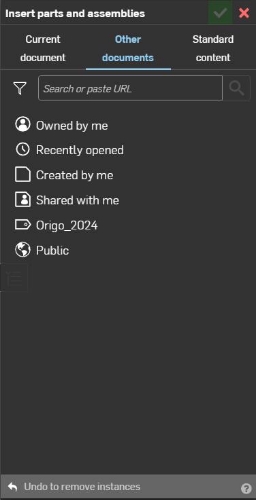 Insert parts and assemblies
Current document
Other documents
Standard content
Search or paste URL
Owned by me
Recently opened
Created by me
Shared with me
Origo_2024
Public
Undo to remove instances